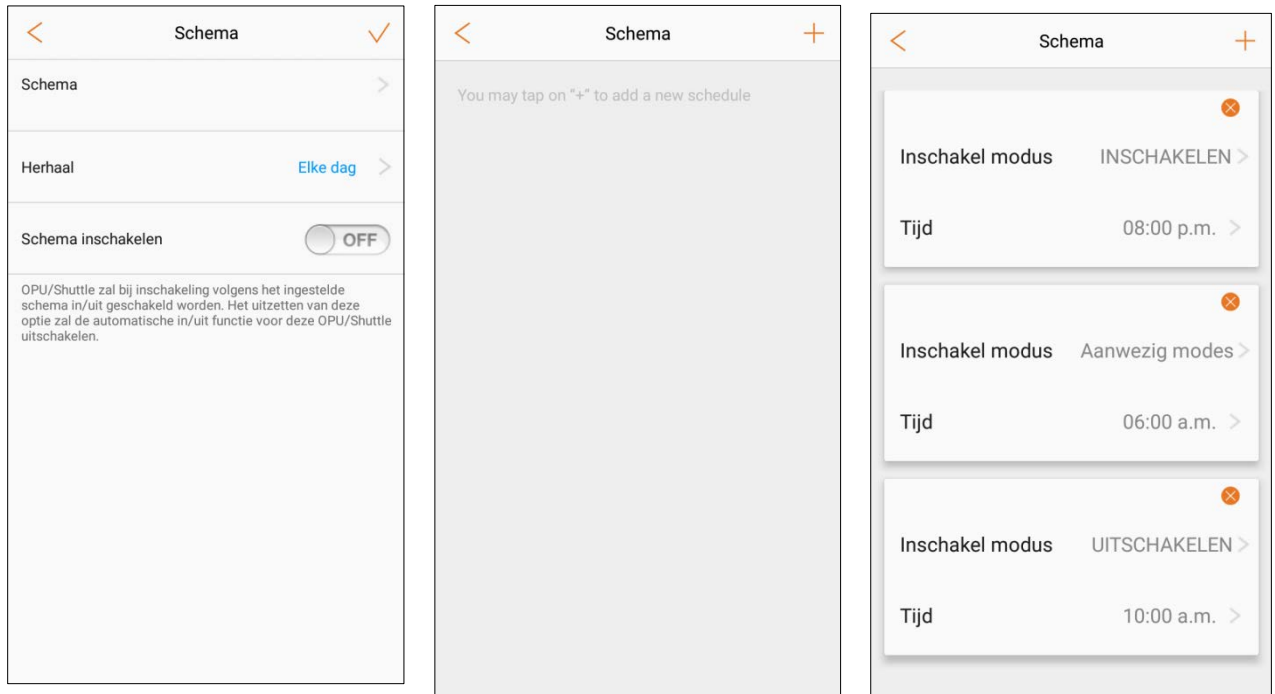 Schema
Schema
Herhaal Elke dag
Schema inschakelen OFF
OPU/Shuttle zal bij inschakeling volgens het ingestelde
schema in/uit geschakeld worden. Het uitzetten van deze
optie zal de automatische in/uit functie voor deze OPU/Shuttle
uitschakelen.
Schema
You may tap on "+" to add a new schedule
Schema
Inschakel modus INSCHAKELEN
Tijd 08:00 p.m.
Inschakel modus Aanwezig modes
Tijd 06:00 a.m.
Inschakel modus UITSCHAKELEN
Tijd 10:00 a.m.